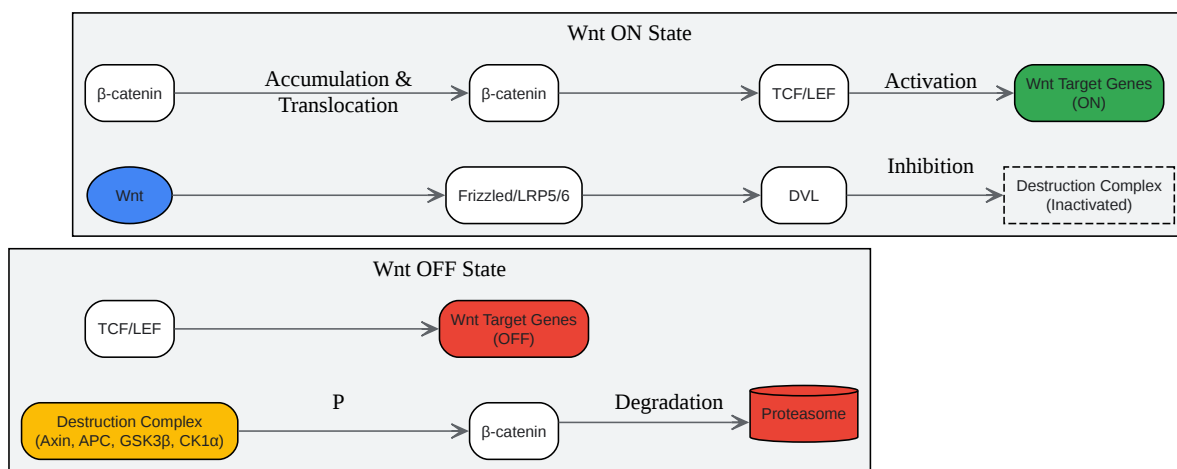 Wnt ON State
β-catenin
Accumulation &
Translocation
β-catenin
TCF/LEF
Activation
Wnt Target Genes
(ON)
Wnt
Frizzled/LRP5/6
DVL
Inhibition
Destruction Complex
(Inactivated)
Wnt OFF State
TCF/LEF
Wnt Target Genes
(OFF)
Destruction Complex
(Axin, APC, GSK3β, CK1α)
P
β-catenin
Degradation
Proteasome